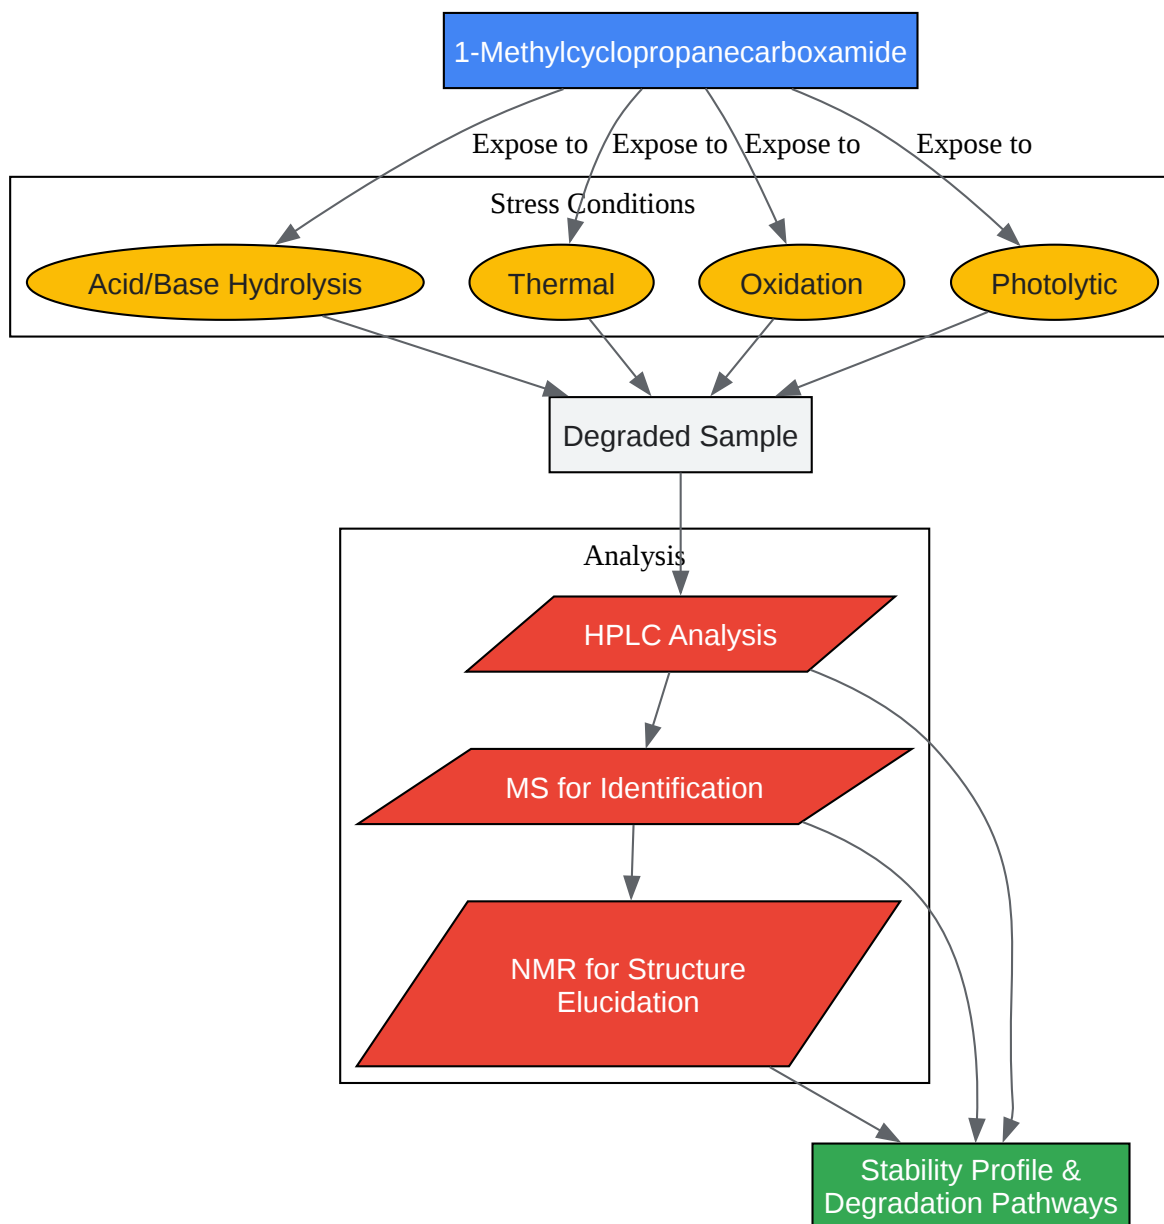 1-Methylcyclopropanecarboxamide
Expose to
Expose to
Expose to
Expose to
Stress Conditions
Acid/Base Hydrolysis
Thermal
Oxidation
Photolytic
Degraded Sample
Analysis
HPLC Analysis
MS for Identification
NMR for Structure
Elucidation
Stability Profile &
Degradation Pathways